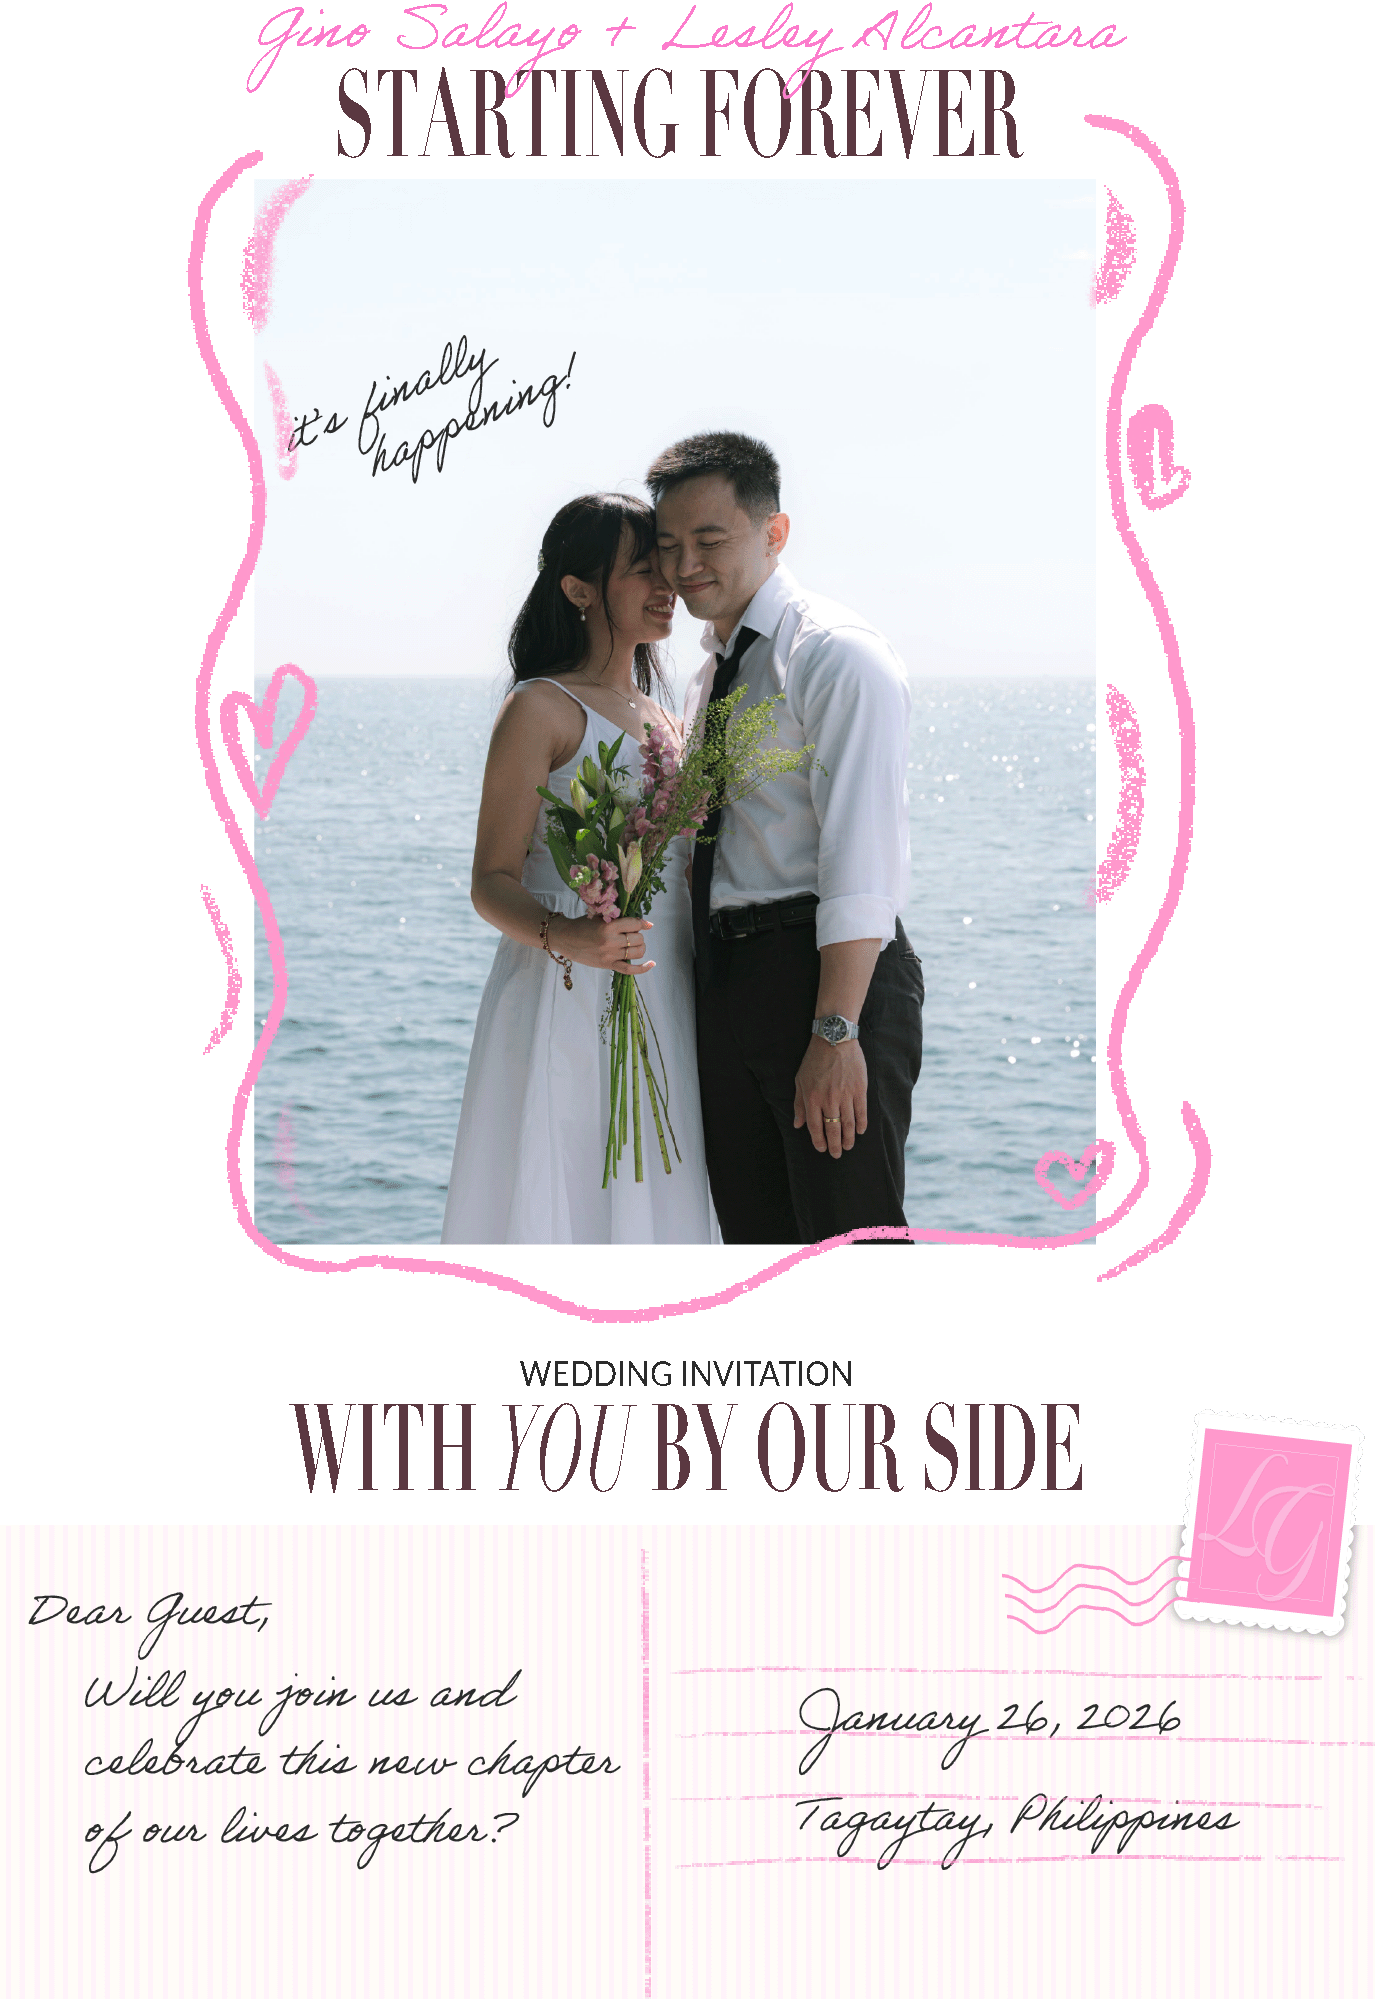 Gino Salayo + Lesley Alcantara
STARTING FOREVER
it's finally
happening!
WEDDING INVITATION
WITH YOU BY OUR SIDE
LG
Dear Guest,
Will you join us and
celebrate this new chapter
of our lives together?
January 26, 2026
Tagaytay, Philippines